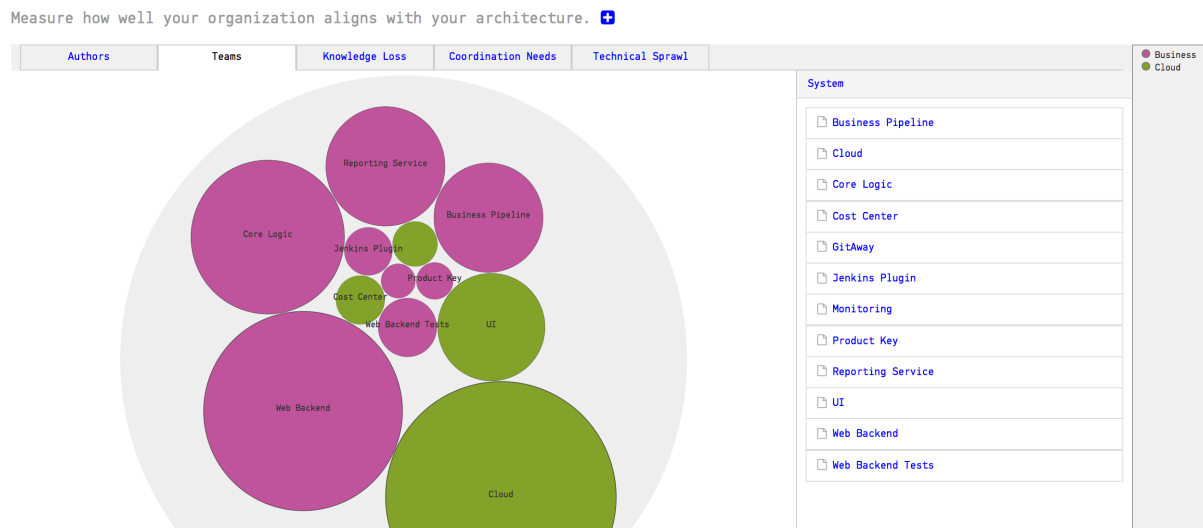 Measure how well your organization aligns with your architecture.
Authors Teams Knowledge Loss Coordination Needs Technical Sprawl
Business
Cloud
Reporting Service
Business Pipeline
Core Logic
Jenkins Plugin
Product Key
Cost Center
Web Backend Tests
UI
Web Backend
Cloud
System
Business Pipeline
Cloud
Core Logic
Cost Center
GitAway
Jenkins Plugin
Monitoring
Product Key
Reporting Service
UI
Web Backend
Web Backend Tests